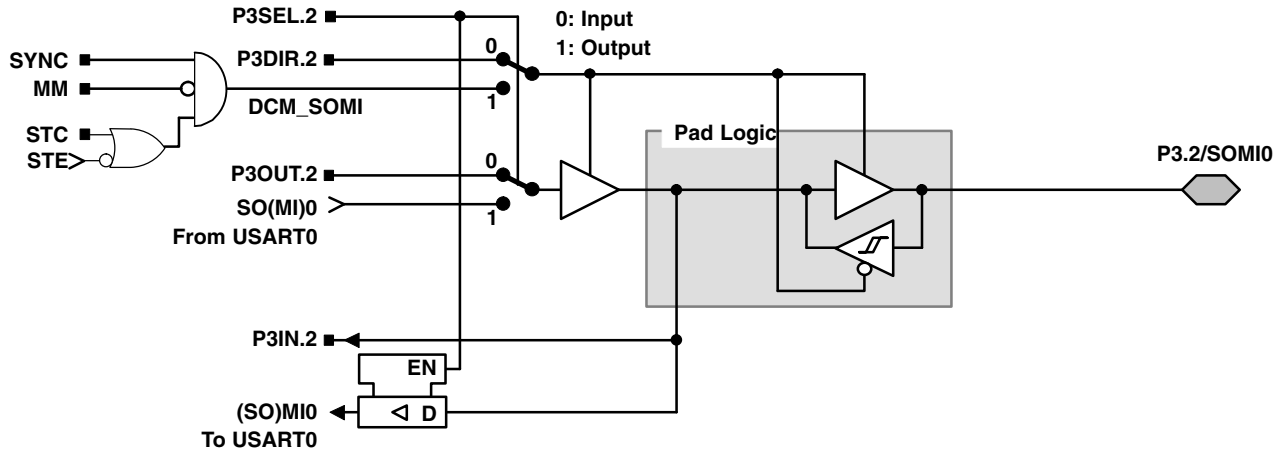 P3SEL.2
0: Input
1: Output
SYNC
P3DIR.2
0
MM
1
DCM_SOMI
STC
Pad Logic
STE
P3.2/SOMI0
P3OUT.2
0
SO(MI)0
1
From USART0
P3IN.2
EN
(SO)MI0
D
To USART0